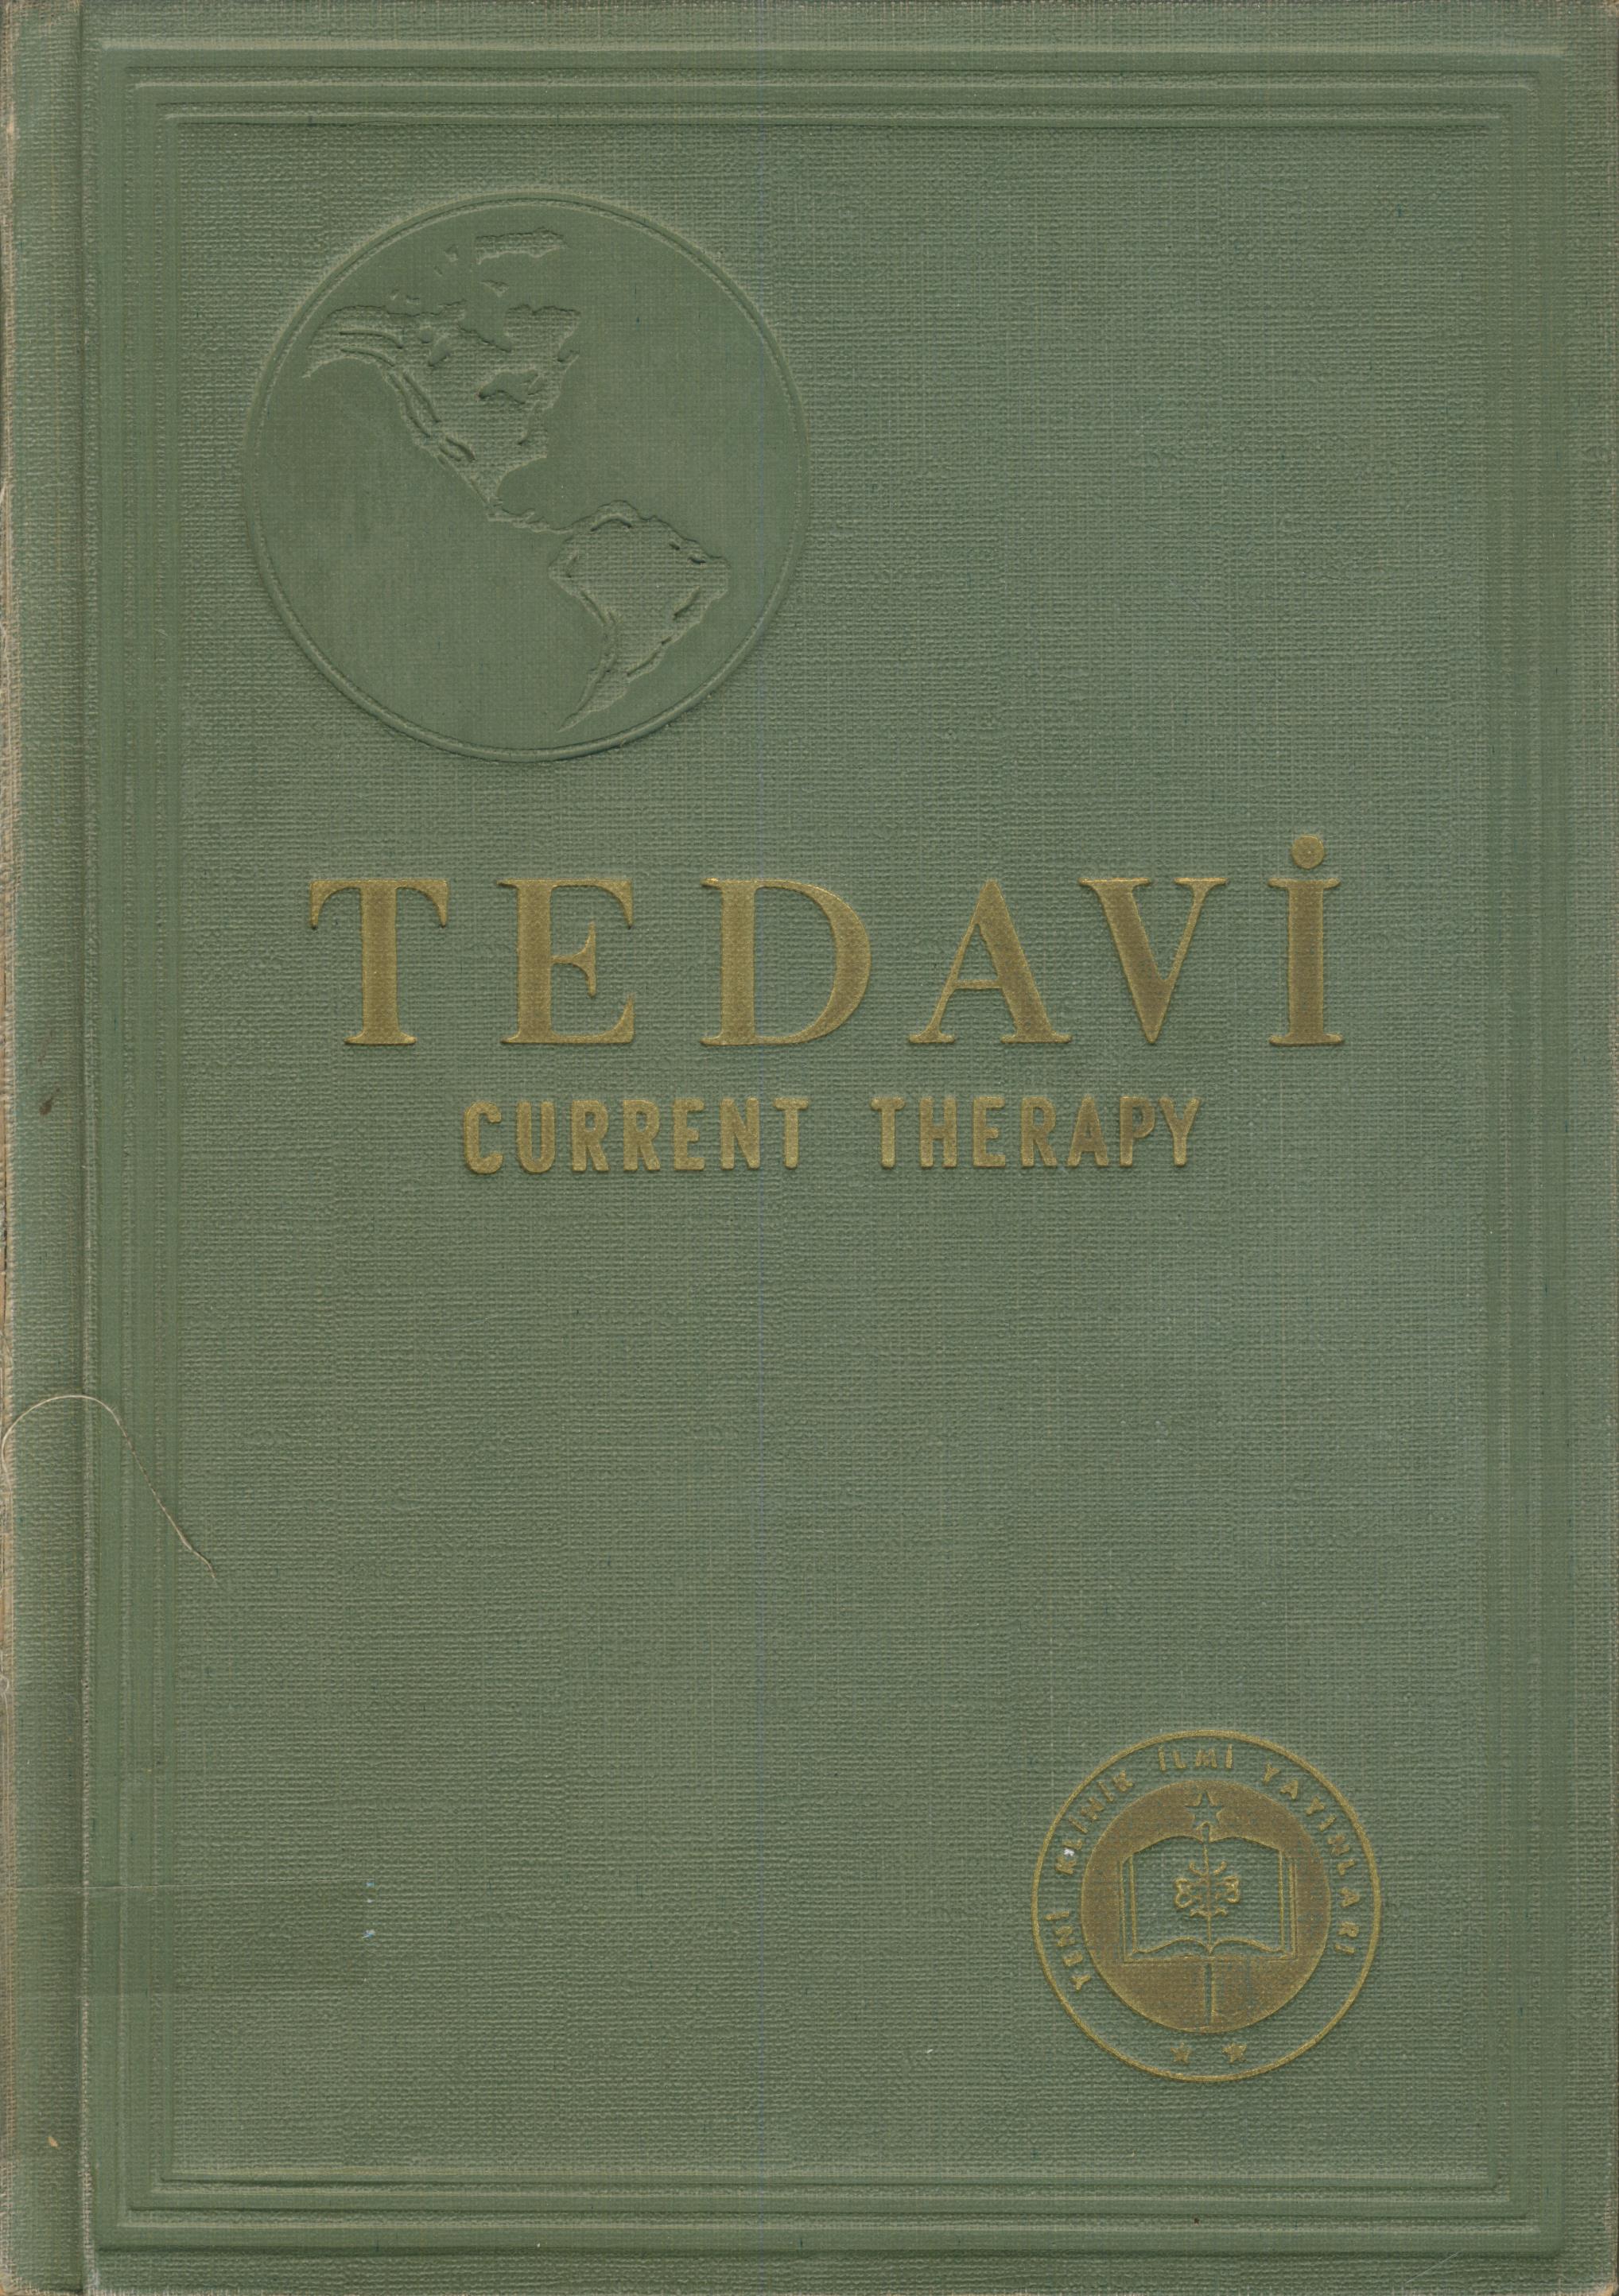 TEDAVİ
CURRENT THERAPY
YENİ KLİNİK İLMİ YAYINLARI